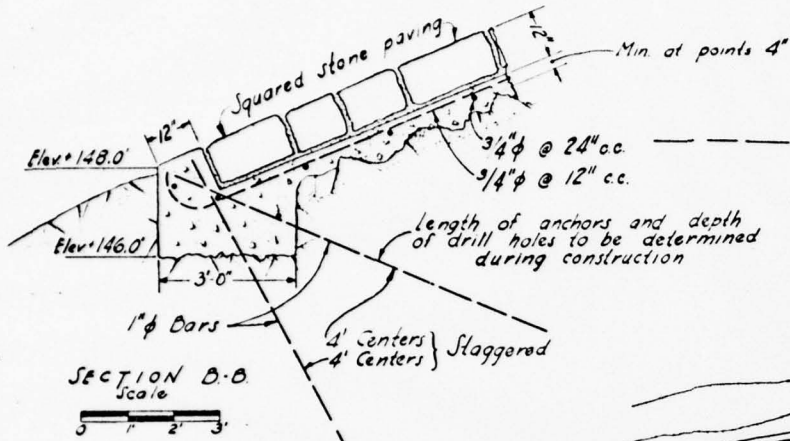 Squared stone paving
12"
Min. at points 4"
12"
3/4"φ @ 24" c.c.
3/4"φ @ 12" c.c.
Elev. + 148.0'
Elev + 146.0'
3'-0"
length of anchors and depth
of drill holes to be determined
during construction
1"φ Bars
4' Centers
4' Centers
} Staggered
SECTION B-B.
Scale
0 1' 2' 3'